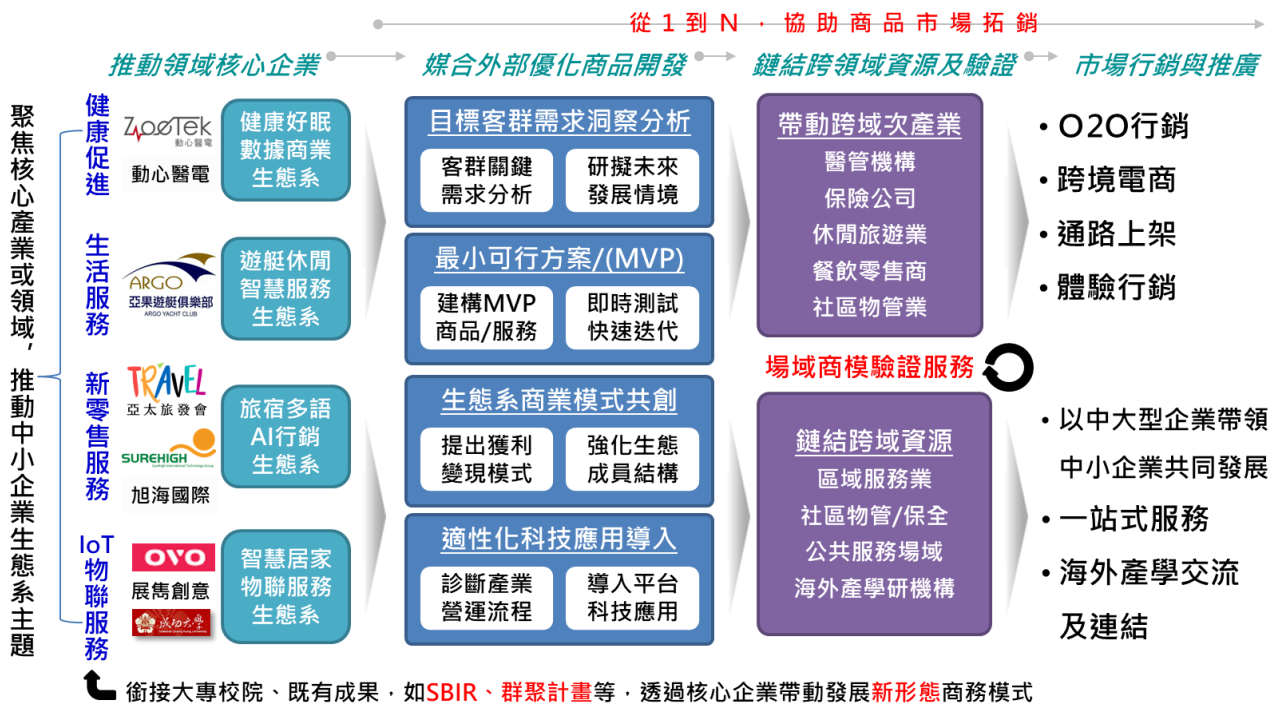 從1到N，協助商品市場拓銷
推動領域核心企業
媒合外部優化商品開發
鏈結跨領域資源及驗證
市場行銷與推廣
聚焦核心產業或領域，推動中小企業生態系主題
健康促進
ZooTek
動心醫電
動心醫電
健康好眠
數據商業
生態系
生活服務
ARGO
亞果遊艇俱樂部
ARGO YACHT CLUB
遊艇休閒
智慧服務
生態系
新零售服務
TRAVEL
亞太旅發會
SUREHIGH
Surehigh International Technology Group
旭海國際
旅宿多語
AI行銷
生態系
IoT
物聯服務
OVO
展雋創意
成功大學
智慧居家
物聯服務
生態系
目標客群需求洞察分析
客群關鍵
需求分析
研擬未來
發展情境
最小可行方案/(MVP)
建構MVP
商品/服務
即時測試
快速迭代
生態系商業模式共創
提出獲利
變現模式
強化生態
成員結構
適性化科技應用導入
診斷產業
營運流程
導入平台
科技應用
帶動跨域次產業
醫管機構
保險公司
休閒旅遊業
餐飲零售商
社區物管業
場域商模驗證服務
鏈結跨域資源
區域服務業
社區物管/保全
公共服務場域
海外產學研機構
• O2O行銷
• 跨境電商
• 通路上架
• 體驗行銷
• 以中大型企業帶領
中小企業共同發展
• 一站式服務
• 海外產學交流
及連結
銜接大專校院、既有成果，如SBIR、群聚計畫等，透過核心企業帶動發展新形態商務模式